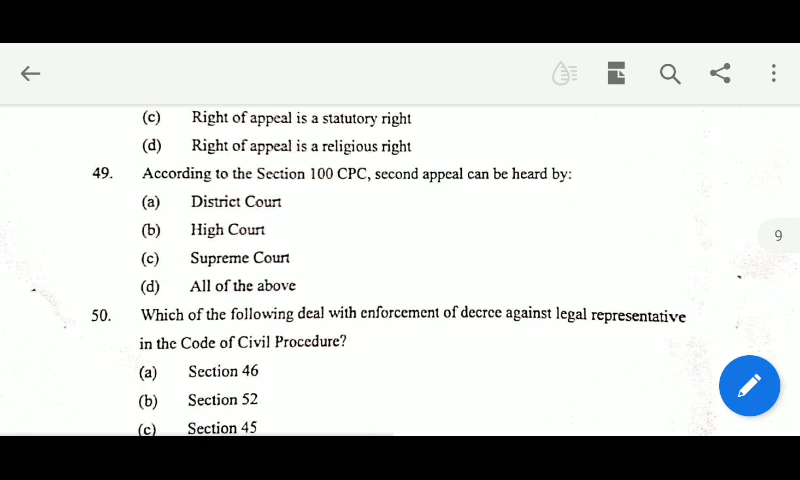 (c) Right of appeal is a statutory right
(d) Right of appeal is a religious right
49. According to the Section 100 CPC, second appeal can be heard by:
(a) District Court
(b) High Court
(c) Supreme Court
(d) All of the above
9
50. Which of the following deal with enforcement of decree against legal representative
in the Code of Civil Procedure?
(a) Section 46
(b) Section 52
(c) Section 45